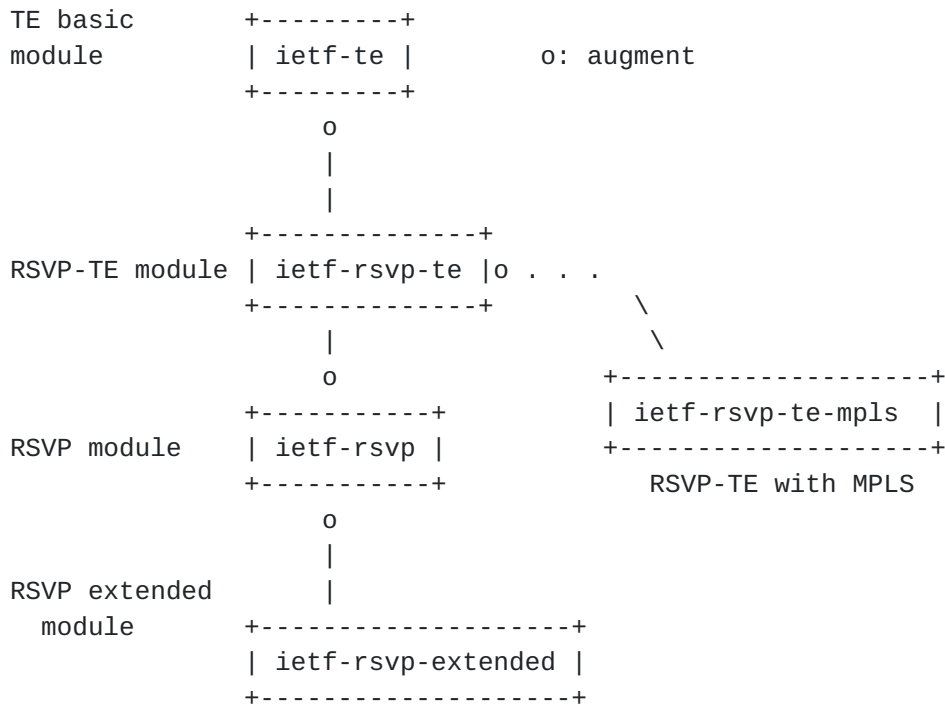 TE basic       +---------+
module         | ietf-te |        o: augment
               +---------+
                    o
                    |
                    |
               +--------------+
RSVP-TE module | ietf-rsvp-te |o . . .
               +--------------+         \
                    |                    \
                    o                 +--------------------+
               +-----------+          | ietf-rsvp-te-mpls  |
RSVP module    | ietf-rsvp |          +--------------------+
               +-----------+             RSVP-TE with MPLS
                    o
                    |
RSVP extended       |
  module       +--------------------+
               | ietf-rsvp-extended |
               +--------------------+